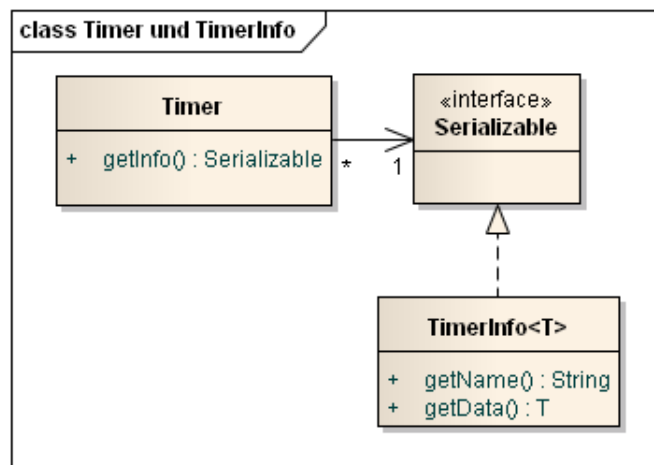 class Timer und TimerInfo
Timer
+ getInfo() : Serializable
* 1
«interface»
Serializable
TimerInfo<T>
+ getName() : String
+ getData() : T